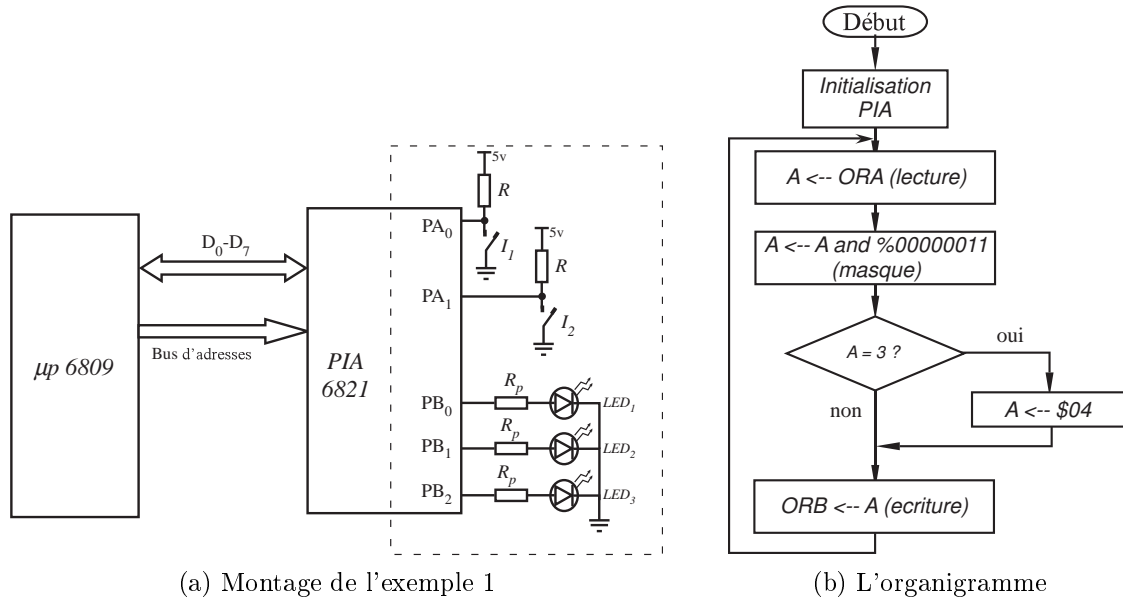 µp 6809
D0-D7
Bus d'adresses
PIA
6821
PA0
PA1
PB0
PB1
PB2
5v
R
I1
5v
R
I2
Rp
LED1
Rp
LED2
Rp
LED3
(a) Montage de l'exemple 1
Début
Initialisation
PIA
A <-- ORA (lecture)
A <-- A and %00000011
(masque)
A = 3 ?
oui
non
A <-- $04
ORB <-- A (ecriture)
(b) L'organigramme